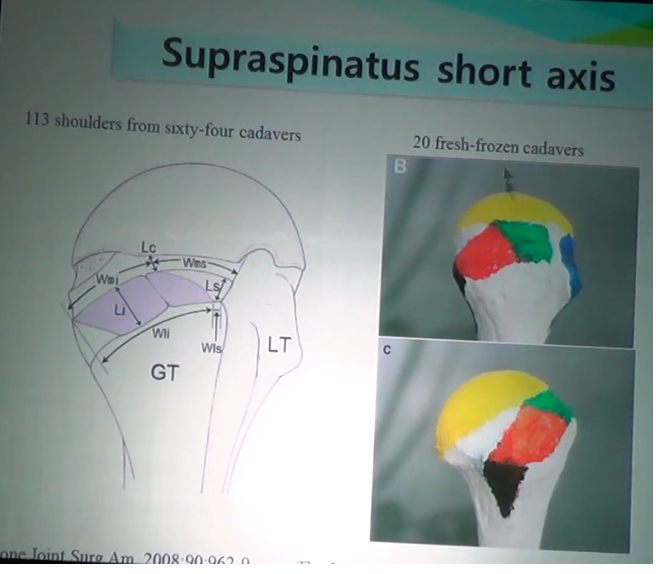 Supraspinatus short axis
113 shoulders from sixty-four cadavers
20 fresh-frozen cadavers
B
Lc
Wms
Wmi
Ls
Li
Wli
Wls
LT
GT
C
one Joint Surg Am. 2008;90:962-9